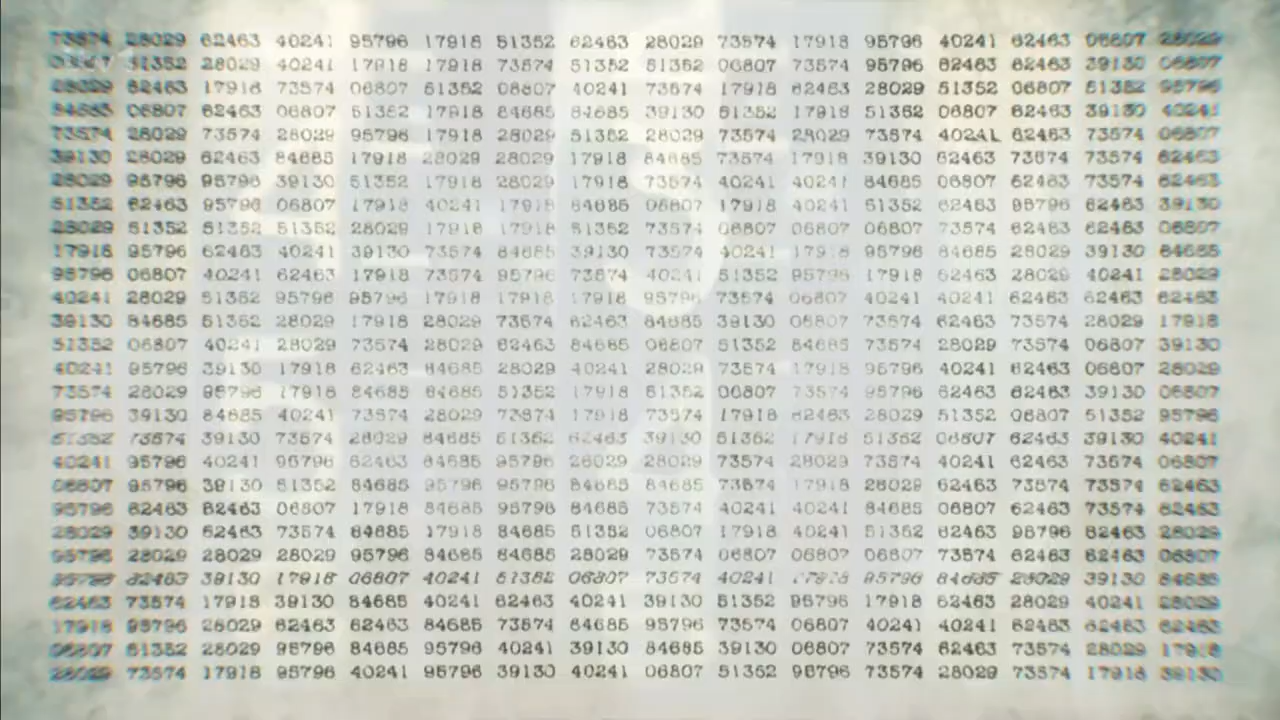 73574 28029 62463 40241 95796 17918 51352 62463 28029 73574 17918 95796 40241 62463 06807 28029
51352 28029 40241 17918 17918 73574 51352 51352 06807 73574 95796 62463 62463 39130 06807
28029 62463 17918 73574 06807 51352 06807 40241 73574 17918 62463 28029 51352 06807 51352 95796
84685 06807 62463 06807 51352 17918 84685 84685 39130 51352 17918 51352 06807 62463 39130 40241
73574 28029 73574 28029 95796 17918 28029 51352 28029 73574 28029 73574 40241 62463 73574 06807
39130 28029 62463 84685 17918 28029 28029 17918 84685 73574 17918 39130 62463 73574 73574 62463
28029 95796 95796 39130 51352 17918 28029 17918 73574 40241 40241 84685 06807 62463 73574 62463
51352 62463 95796 06807 17918 40241 17918 84685 06807 17918 40241 51352 62463 95796 62463 39130
28029 51352 51352 51352 28029 17918 17918 51352 73574 06807 06807 06807 73574 62463 62463 06807
17918 95796 62463 40241 39130 73574 84685 39130 73574 40241 17918 95796 84685 28029 39130 84685
95796 06807 40241 62463 17918 73574 95796 73574 40241 51352 95796 17918 62463 28029 40241 28029
40241 28029 51352 95796 95796 17918 17918 17918 95796 73574 06807 40241 40241 62463 62463 62463
39130 84685 51352 28029 17918 28029 73574 62463 84685 39130 06807 73574 62463 73574 28029 17918
51352 06807 40241 28029 73574 28029 62463 84685 06807 51352 84685 73574 28029 73574 06807 39130
40241 95796 39130 17918 62463 84685 28029 40241 28029 73574 17918 95796 40241 62463 06807 28029
73574 28029 95796 17918 84685 84685 51352 17918 51352 06807 73574 95796 62463 62463 39130 06807
95796 39130 84685 40241 73574 28029 73574 17918 73574 17918 62463 28029 51352 06807 51352 95796
51352 73574 39130 73574 28029 84685 51352 62463 39130 51352 17918 51352 06807 62463 39130 40241
40241 95796 40241 95796 62463 84685 95796 28029 28029 73574 28029 73574 40241 62463 73574 06807
06807 95796 39130 51352 84685 95796 95796 84685 84685 73574 17918 28029 62463 73574 73574 62463
95796 62463 62463 06807 17918 84685 95796 84685 73574 40241 40241 84685 06807 62463 73574 62463
28029 39130 62463 73574 84685 17918 84685 51352 06807 17918 40241 51352 62463 95796 62463 28029
95796 28029 28029 28029 95796 84685 84685 28029 73574 06807 06807 06807 73574 62463 62463 06807
95796 62463 39130 17918 06807 40241 51352 06807 73574 40241 17918 95796 84685 28029 39130 84685
62463 73574 17918 39130 84685 40241 62463 40241 39130 51352 95796 17918 62463 28029 40241 28029
17918 95796 28029 62463 62463 84685 73574 84685 95796 73574 06807 40241 40241 62463 62463 62463
06807 51352 28029 95796 84685 95796 40241 39130 84685 39130 06807 73574 62463 73574 28029 17918
28029 73574 17918 95796 40241 95796 39130 40241 06807 51352 95796 73574 28029 73574 17918 39130